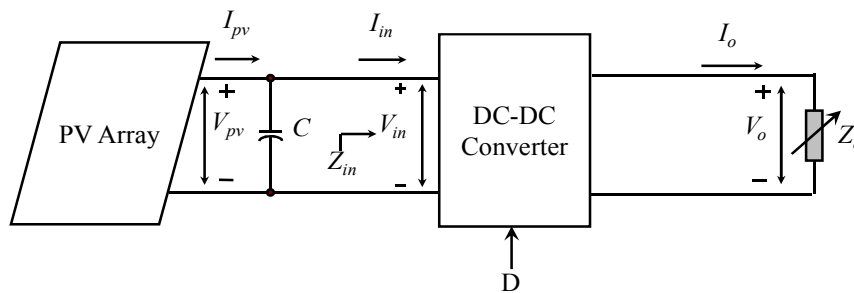 I_pv
I_in
I_o
PV Array
+
V_pv
−
C
Z_in
+
V_in
−
DC-DC
Converter
+
V_o
−
D